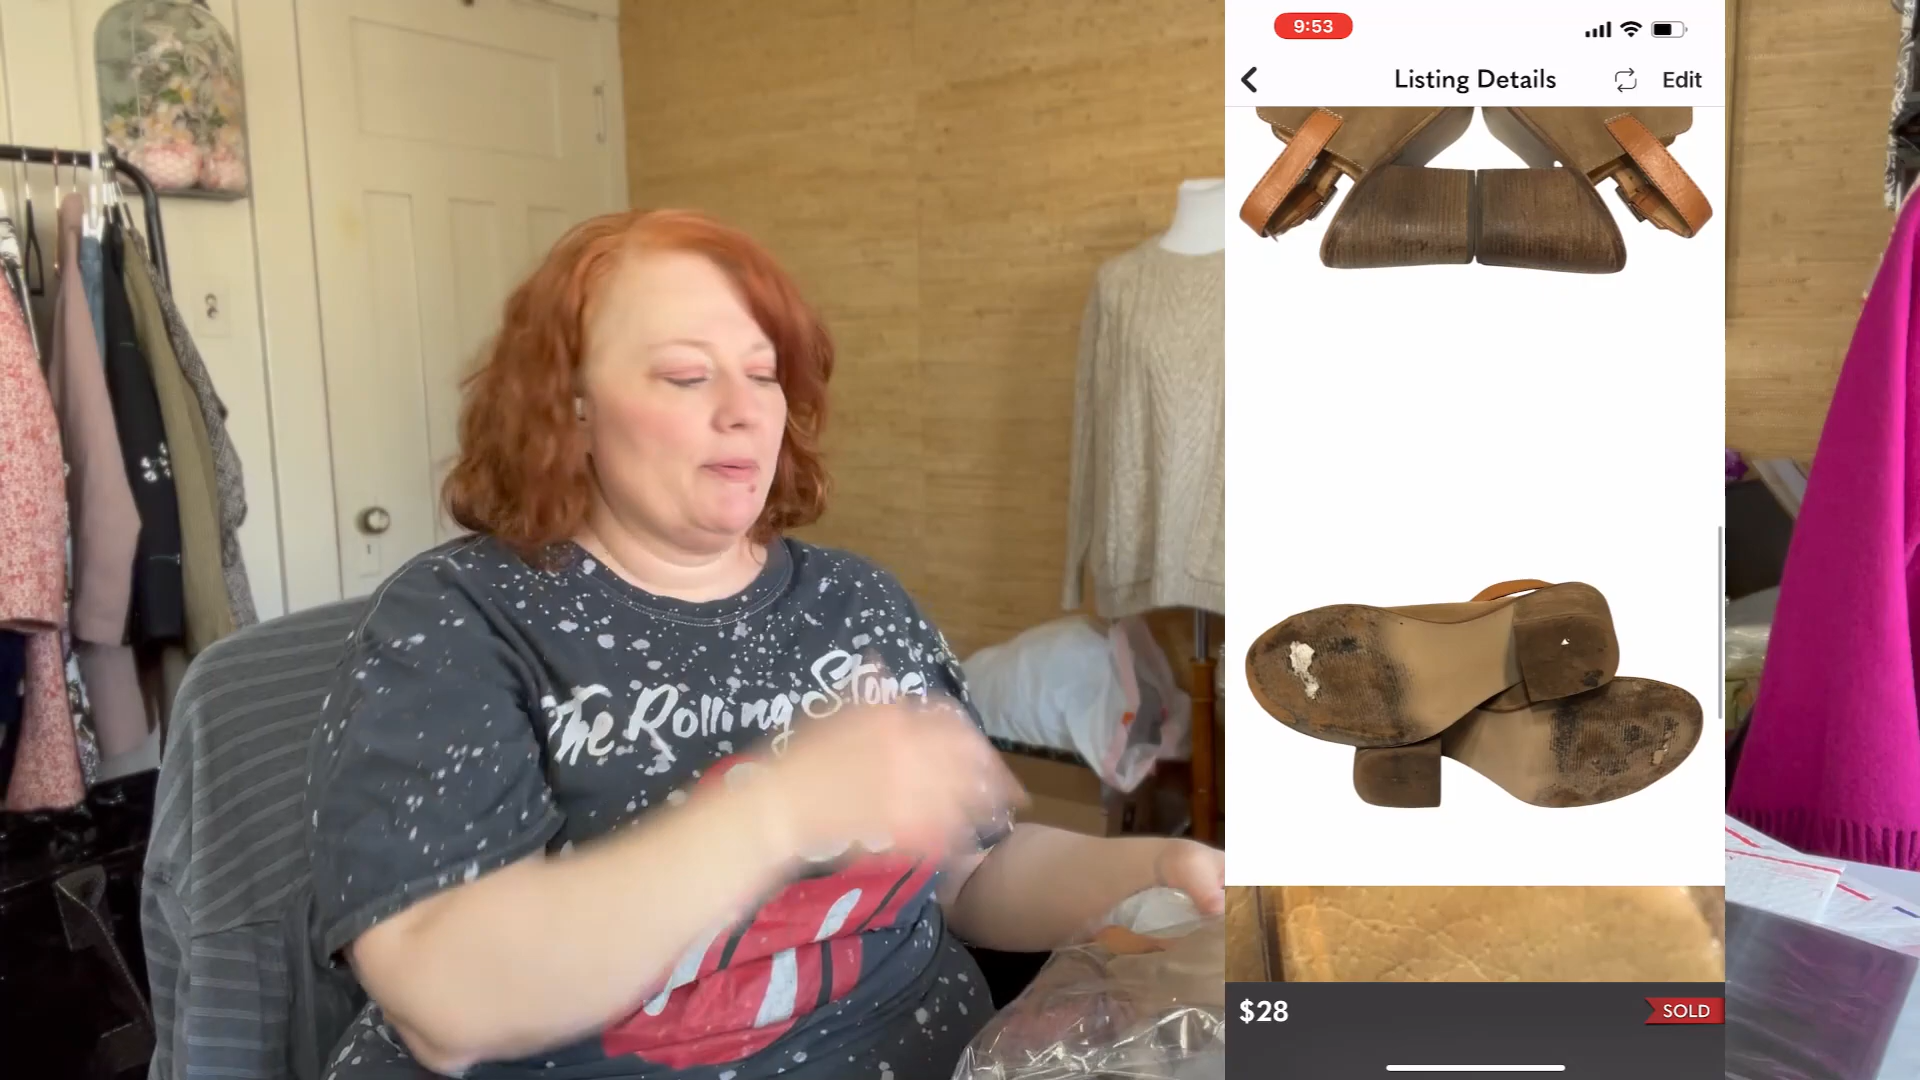 9:53
Listing Details
Edit
The Rolling Stones
$28
SOLD